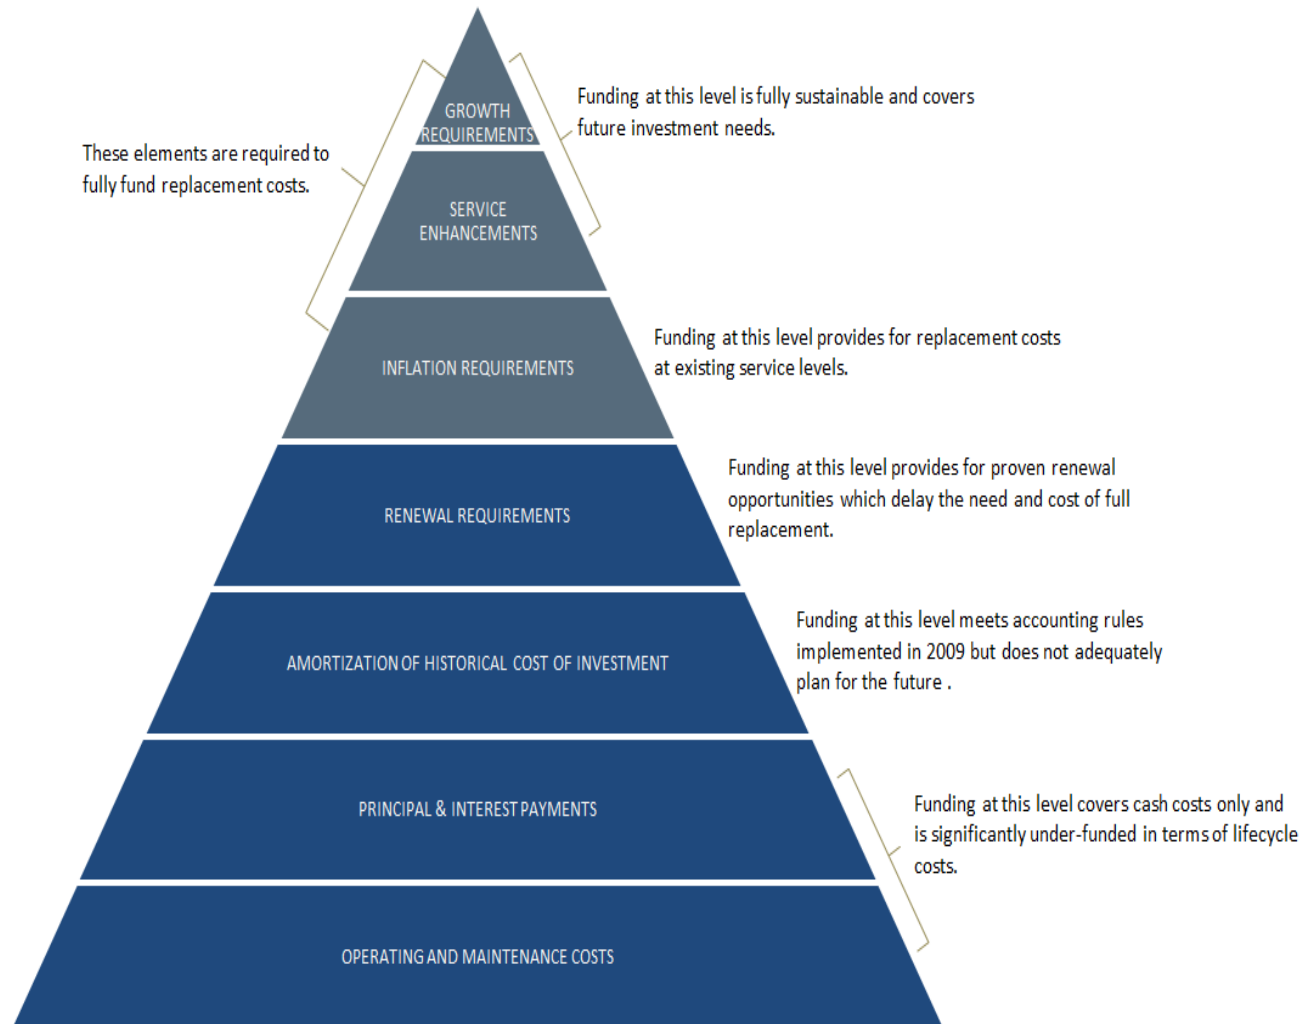 GROWTH
REQUIREMENTS
Funding at this level is fully sustainable and covers
future investment needs.
These elements are required to
fully fund replacement costs.
SERVICE
ENHANCEMENTS
INFLATION REQUIREMENTS
Funding at this level provides for replacement costs
at existing service levels.
RENEWAL REQUIREMENTS
Funding at this level provides for proven renewal
opportunities which delay the need and cost of full
replacement.
AMORTIZATION OF HISTORICAL COST OF INVESTMENT
Funding at this level meets accounting rules
implemented in 2009 but does not adequately
plan for the future .
PRINCIPAL & INTEREST PAYMENTS
Funding at this level covers cash costs only and
is significantly under-funded in terms of lifecycle
costs.
OPERATING AND MAINTENANCE COSTS